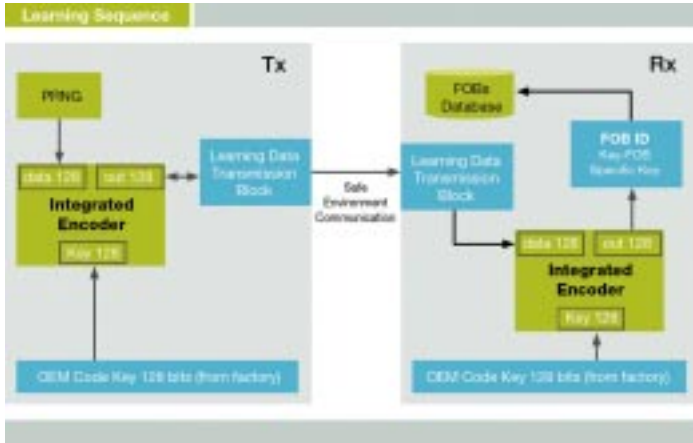 Learning Sequence
Tx
PRNG
data 128
out 128
Integrated
Encoder
Key 128
Learning Data
Transmission
Block
OEM Code Key 128 bits (from factory)
Safe
Environment
Communication
Rx
FOBs
Database
FOB ID
Key-FOB
Specific Key
Learning Data
Transmission
Block
data 128
out 128
Integrated
Encoder
Key 128
OEM Code Key 128 bits (from factory)